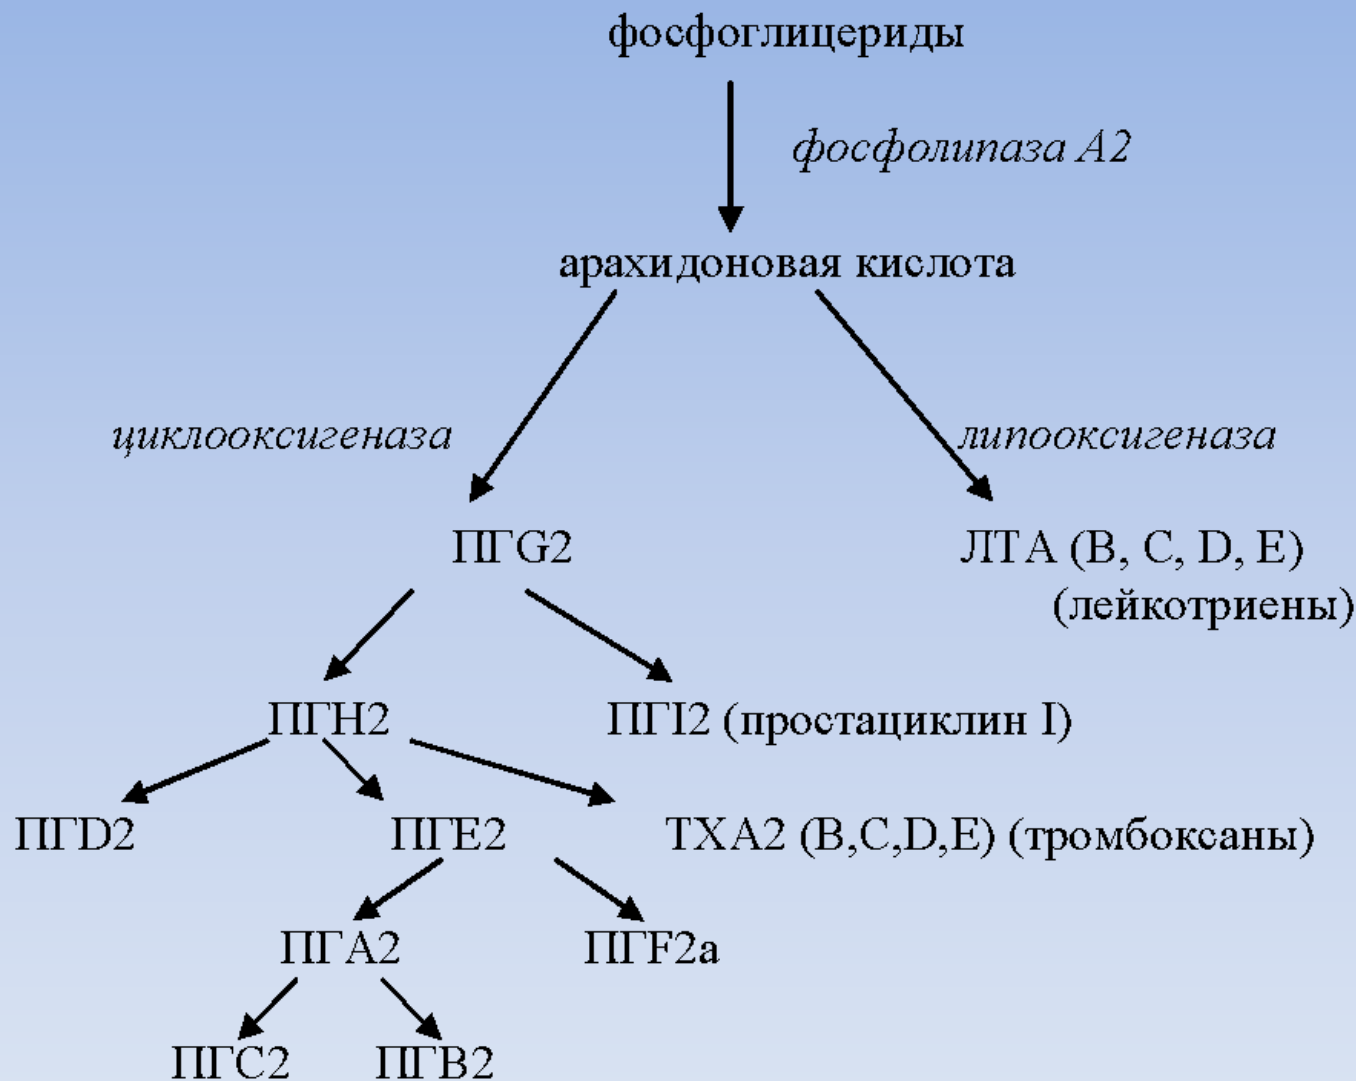 фосфоглицериды
фосфолипаза А2
арахидоновая кислота
циклооксигеназа
липооксигеназа
ПГG2
ЛТА (В, С, D, Е)
(лейкотриены)
ПГН2
ПГI2 (простациклин I)
ПГD2
ПГЕ2
ТХА2 (В,С,D,Е) (тромбоксаны)
ПГА2
ПГF2а
ПГС2
ПГВ2